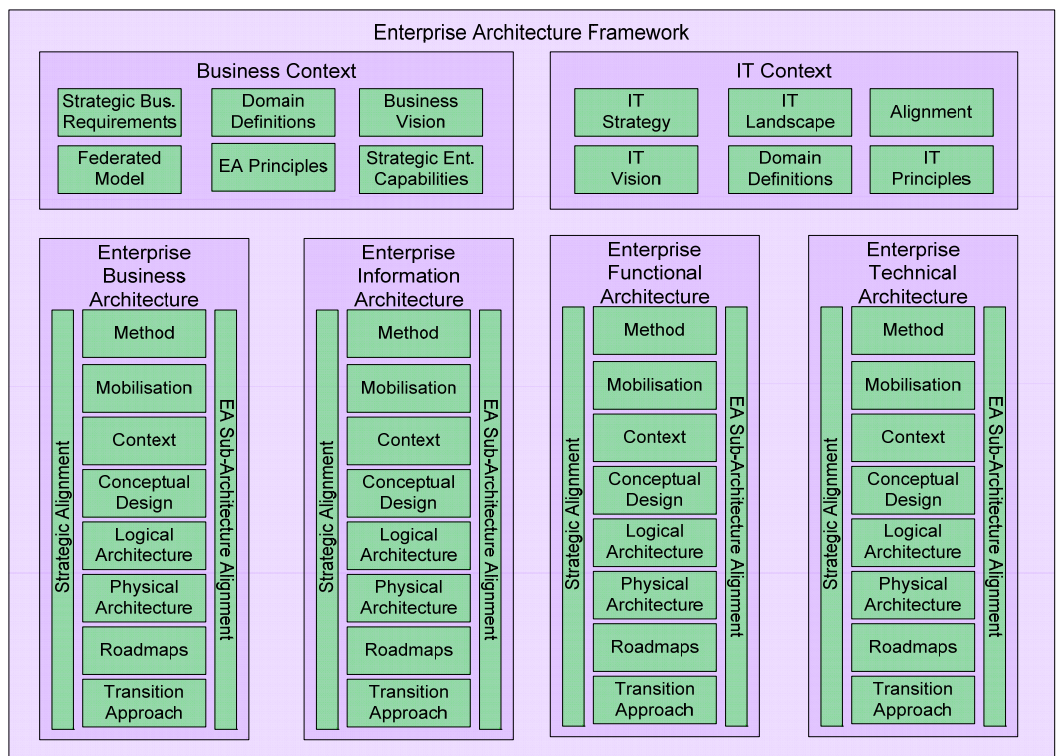 Enterprise Architecture Framework
Business Context
Strategic Bus.
Requirements
Domain
Definitions
Business
Vision
Federated
Model
EA Principles
Strategic Ent.
Capabilities
IT Context
IT
Strategy
IT
Landscape
Alignment
IT
Vision
Domain
Definitions
IT
Principles
Enterprise
Business
Architecture
Strategic Alignment
Method
Mobilisation
Context
Conceptual
Design
Logical
Architecture
Physical
Architecture
Roadmaps
Transition
Approach
EA Sub-Architecture Alignment
Enterprise
Information
Architecture
Strategic Alignment
Method
Mobilisation
Context
Conceptual
Design
Logical
Architecture
Physical
Architecture
Roadmaps
Transition
Approach
EA Sub-Architecture Alignment
Enterprise
Functional
Architecture
Strategic Alignment
Method
Mobilisation
Context
Conceptual
Design
Logical
Architecture
Physical
Architecture
Roadmaps
Transition
Approach
EA Sub-Architecture Alignment
Enterprise
Technical
Architecture
Strategic Alignment
Method
Mobilisation
Context
Conceptual
Design
Logical
Architecture
Physical
Architecture
Roadmaps
Transition
Approach
EA Sub-Architecture Alignment